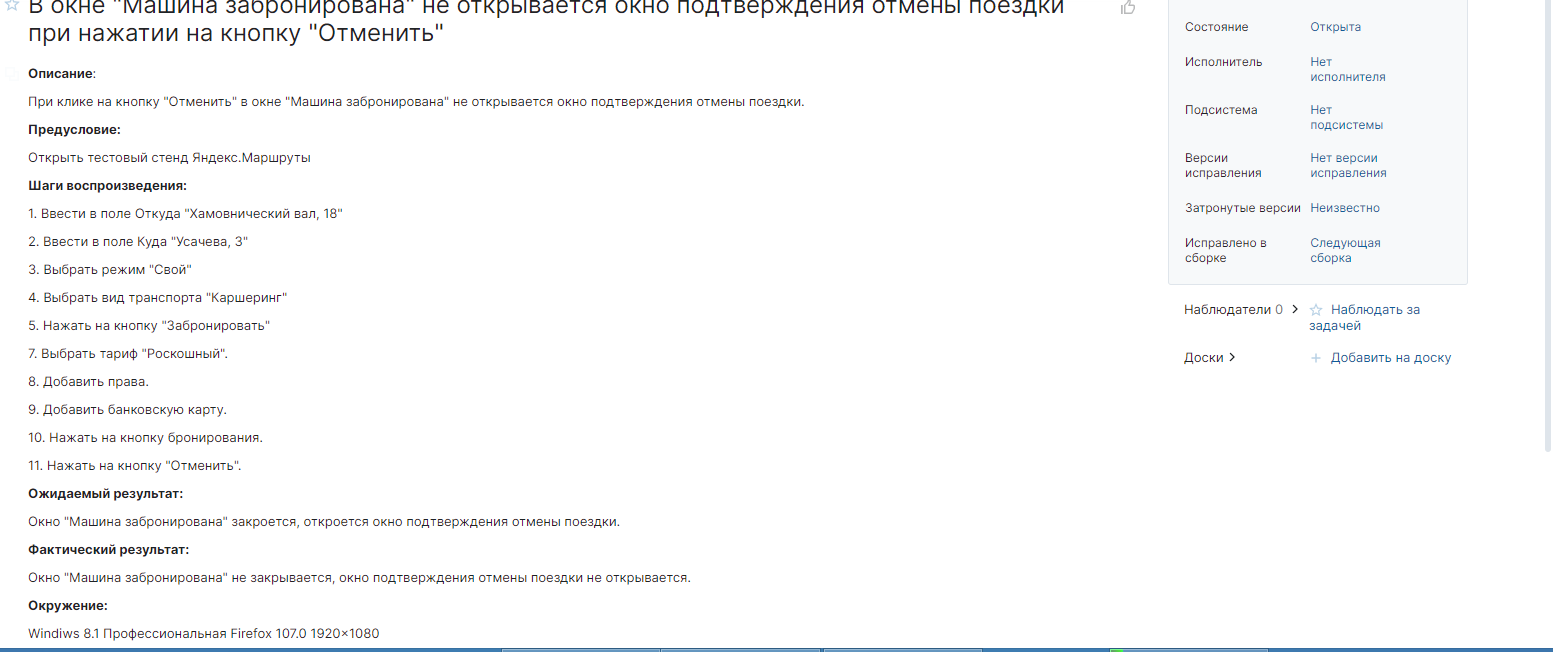 В окне "Машина забронирована" не открывается окно подтверждения отмены поездки
при нажатии на кнопку "Отменить"
Описание:
При клике на кнопку "Отменить" в окне "Машина забронирована" не открывается окно подтверждения отмены поездки.
Предусловие:
Открыть тестовый стенд Яндекс.Маршруты
Шаги воспроизведения:
1. Ввести в поле Откуда "Хамовнический вал, 18"
2. Ввести в поле Куда "Усачева, 3"
3. Выбрать режим "Свой"
4. Выбрать вид транспорта "Каршеринг"
5. Нажать на кнопку "Забронировать"
7. Выбрать тариф "Роскошный".
8. Добавить права.
9. Добавить банковскую карту.
10. Нажать на кнопку бронирования.
11. Нажать на кнопку "Отменить".
Ожидаемый результат:
Окно "Машина забронирована" закроется, откроется окно подтверждения отмены поездки.
Фактический результат:
Окно "Машина забронирована" не закрывается, окно подтверждения отмены поездки не открывается.
Окружение:
Windiws 8.1 Профессиональная Firefox 107.0 1920×1080
Состояние Открыта
Исполнитель Нет
исполнителя
Подсистема Нет
подсистемы
Версии Нет версии
исправления исправления
Затронутые версии Неизвестно
Исправлено в Следующая
сборке сборка
Наблюдатели 0 Наблюдать за
задачей
Доски Добавить на доску